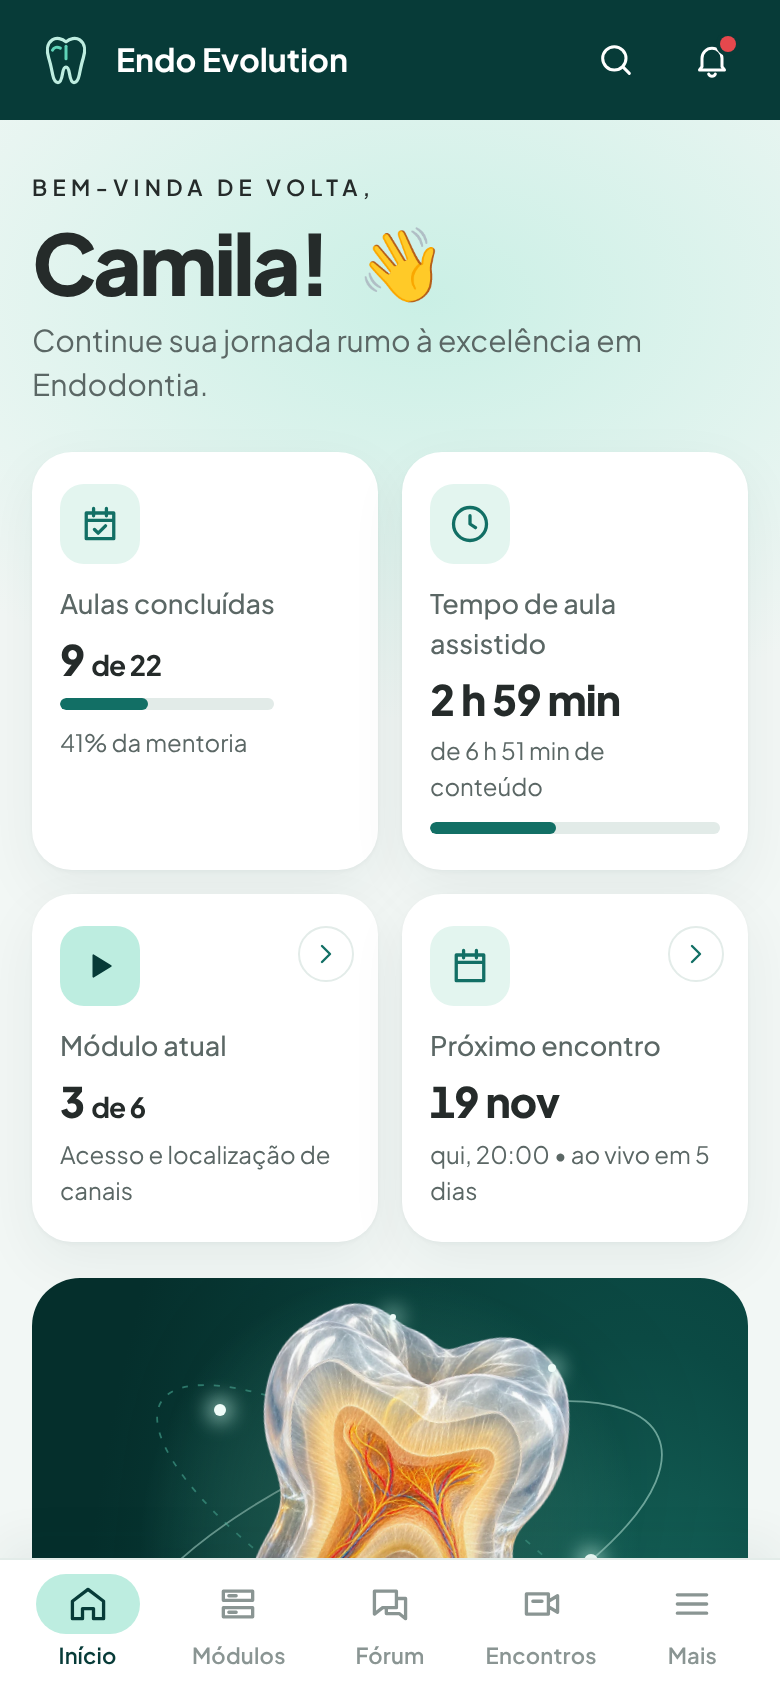 Endo Evolution
BEM-VINDA DE VOLTA,
Camila! 👋
Continue sua jornada rumo à excelência em
Endodontia.
Aulas concluídas
9 de 22
41% da mentoria
Tempo de aula
assistido
2 h 59 min
de 6 h 51 min de
conteúdo
Módulo atual
3 de 6
Acesso e localização de
canais
Próximo encontro
19 nov
qui, 20:00 • ao vivo em 5
dias
Início
Módulos
Fórum
Encontros
Mais